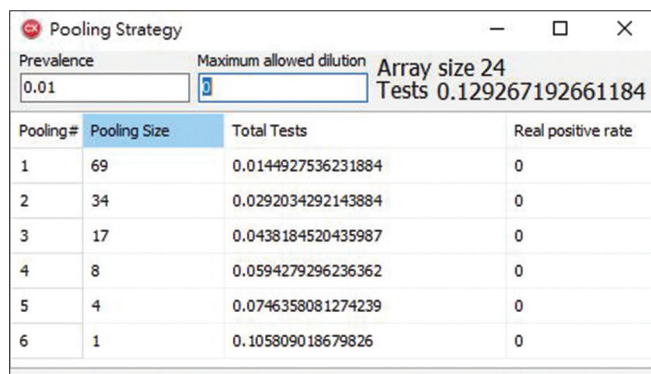 CX Pooling Strategy
Prevalence Maximum allowed dilution Array size 24
0.01 0 Tests 0.129267192661184
Pooling# Pooling Size Total Tests Real positive rate
1 69 0.0144927536231884 0
2 34 0.0292034292143884 0
3 17 0.0438184520435987 0
4 8 0.0594279296236362 0
5 4 0.0746358081274239 0
6 1 0.105809018679826 0